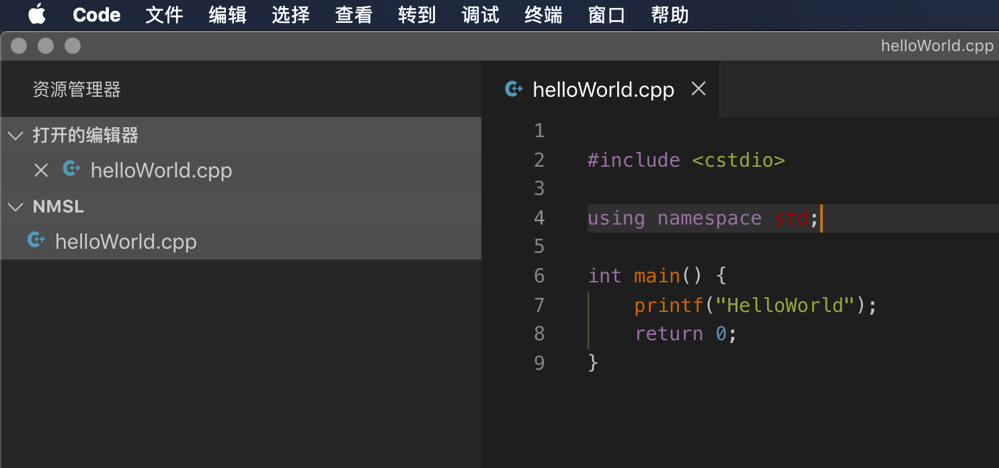 Code 文件 编辑 选择 查看 转到 调试 终端 窗口 帮助
helloWorld.cpp
资源管理器
打开的编辑器
helloWorld.cpp
NMSL
helloWorld.cpp
helloWorld.cpp
1
2 #include <cstdio>
3
4 using namespace std;
5
6 int main() {
7 printf("HelloWorld");
8 return 0;
9 }